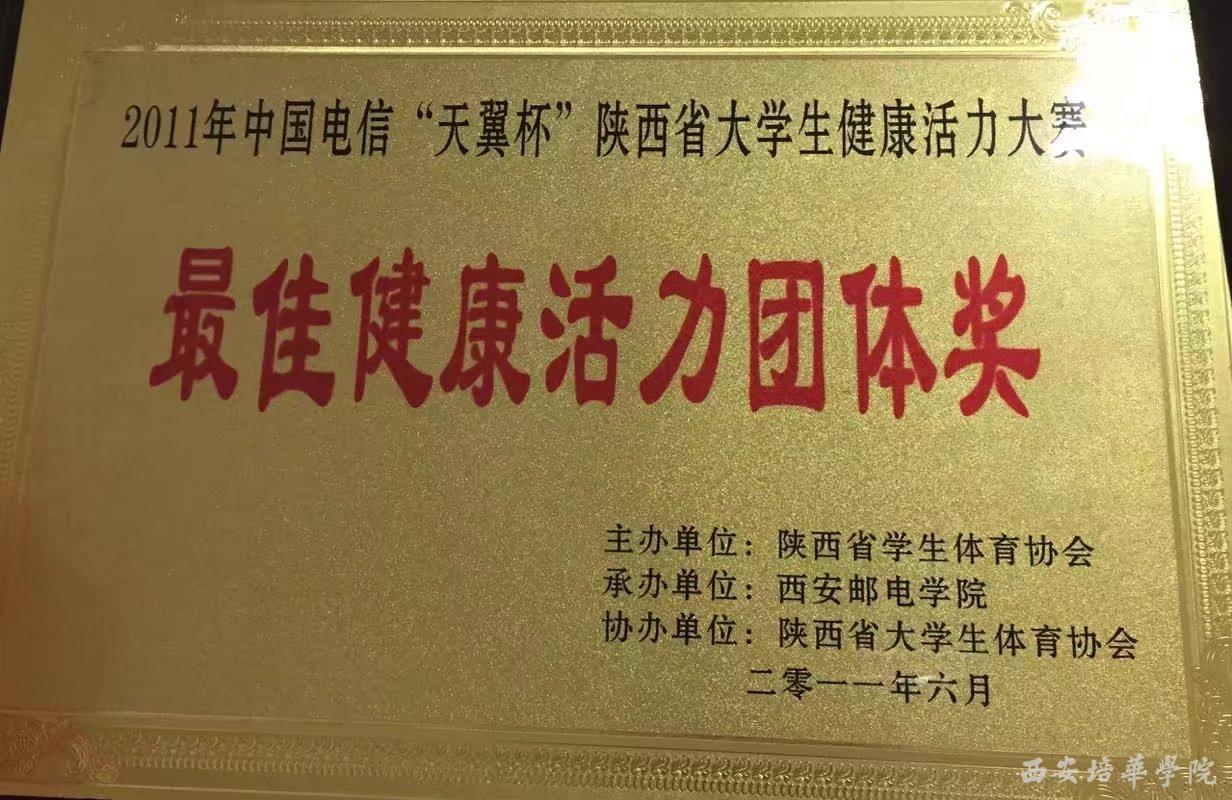 2011年中国电信“天翼杯”陕西省大学生健康活力大赛
最佳健康活力团体奖
主办单位：陕西省学生体育协会
承办单位：西安邮电学院
协办单位：陕西省大学生体育协会
二零一一年六月
西安培華学院